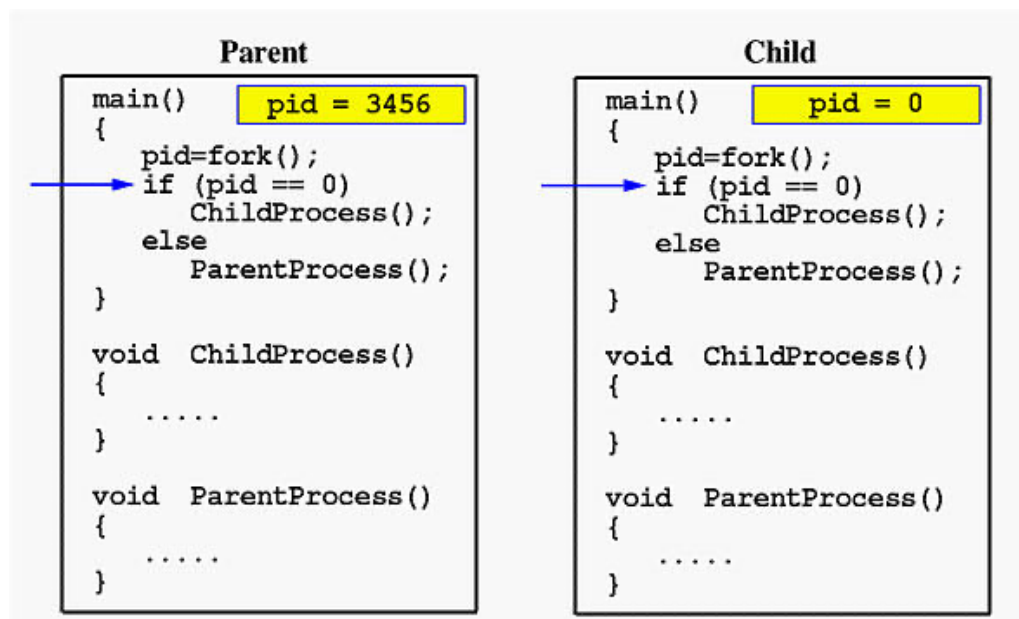 Parent
main()
pid = 3456
{
pid=fork();
if (pid == 0)
ChildProcess();
else
ParentProcess();
}
void ChildProcess()
{
.....
}
void ParentProcess()
{
.....
}
Child
main()
pid = 0
{
pid=fork();
if (pid == 0)
ChildProcess();
else
ParentProcess();
}
void ChildProcess()
{
.....
}
void ParentProcess()
{
.....
}